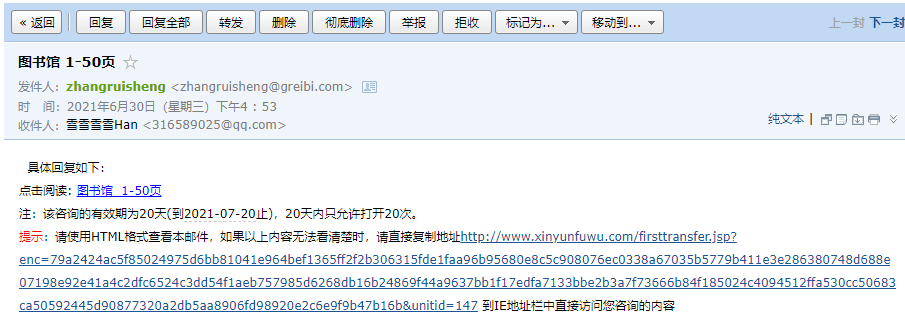 « 返回 回复 回复全部 转发 删除 彻底删除 举报 拒收 标记为... 移动到... 上一封 下一封
图书馆 1-50页
发件人：zhangruisheng <zhangruisheng@greibi.com>
时　间：2021年6月30日（星期三）下午4：53
收件人：雪雪雪雪Han <316589025@qq.com>
纯文本 |
具体回复如下：
点击阅读：图书馆 1-50页
注：该咨询的有效期为20天(到2021-07-20止)，20天内只允许打开20次。
提示：请使用HTML格式查看本邮件，如果以上内容无法看清楚时，请直接复制地址http://www.xinyunfuwu.com/firsttransfer.jsp?
enc=79a2424ac5f85024975d6bb81041e964bef1365ff2f2b306315fde1faa96b95680e8c5c908076ec0338a67035b5779b411e3e286380748d688e
07198e92e41a4c2dfc6524c3dd54f1aeb757985d6268db16b24869f44a9637bb1f17edfa7133bbe2b3a7f73666b84f185024c4094512ffa530cc50683
ca50592445d90877320a2db5aa8906fd98920e2c6e9f9b47b16b&unitid=147 到IE地址栏中直接访问您咨询的内容